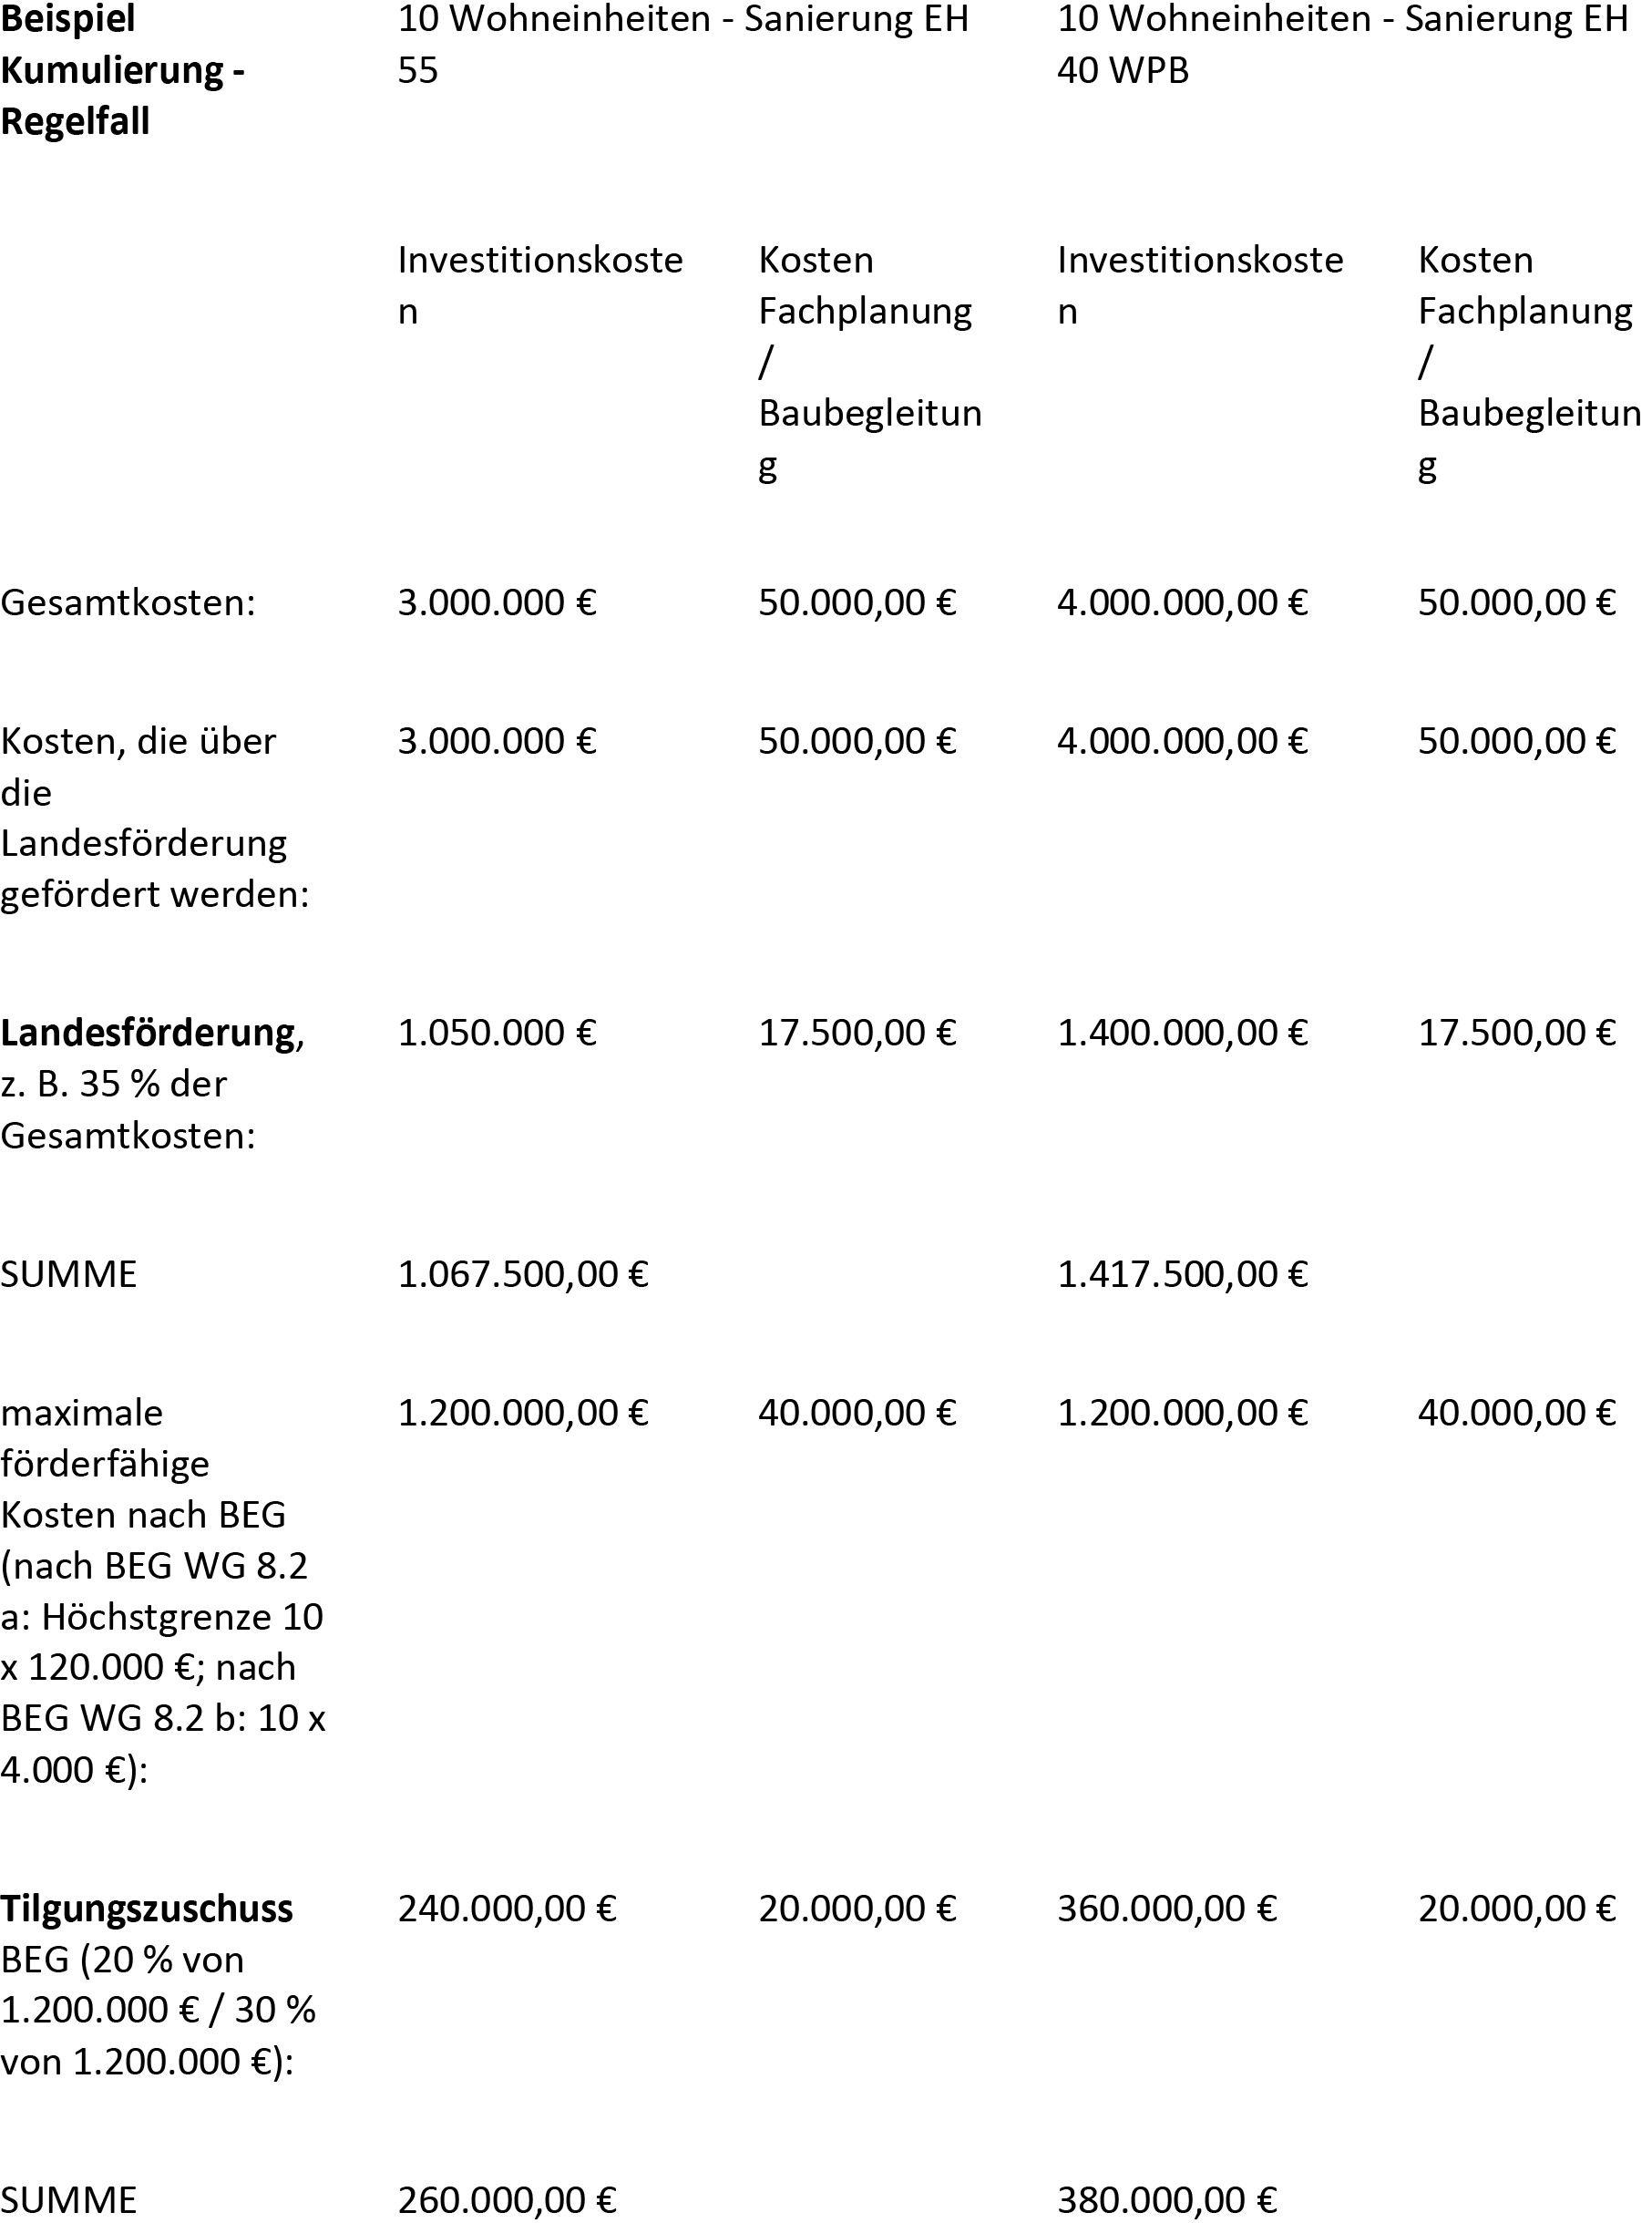 Beispiel 10 Wohneinheiten - Sanierung EH 10 Wohneinheiten - Sanierung EH
Kumulierung - 55 40 WPB
Regelfall
Investitionskoste Kosten Investitionskoste Kosten
n Fachplanung n Fachplanung
/ /
Baubegleitun Baubegleitun
g g
Gesamtkosten: 3.000.000 € 50.000,00 € 4.000.000,00 € 50.000,00 €
Kosten, die über 3.000.000 € 50.000,00 € 4.000.000,00 € 50.000,00 €
die
Landesförderung
gefördert werden:
Landesförderung, 1.050.000 € 17.500,00 € 1.400.000,00 € 17.500,00 €
z. B. 35 % der
Gesamtkosten:
SUMME 1.067.500,00 € 1.417.500,00 €
maximale 1.200.000,00 € 40.000,00 € 1.200.000,00 € 40.000,00 €
förderfähige
Kosten nach BEG
(nach BEG WG 8.2
a: Höchstgrenze 10
x 120.000 €; nach
BEG WG 8.2 b: 10 x
4.000 €):
Tilgungszuschuss 240.000,00 € 20.000,00 € 360.000,00 € 20.000,00 €
BEG (20 % von
1.200.000 € / 30 %
von 1.200.000 €):
SUMME 260.000,00 € 380.000,00 €